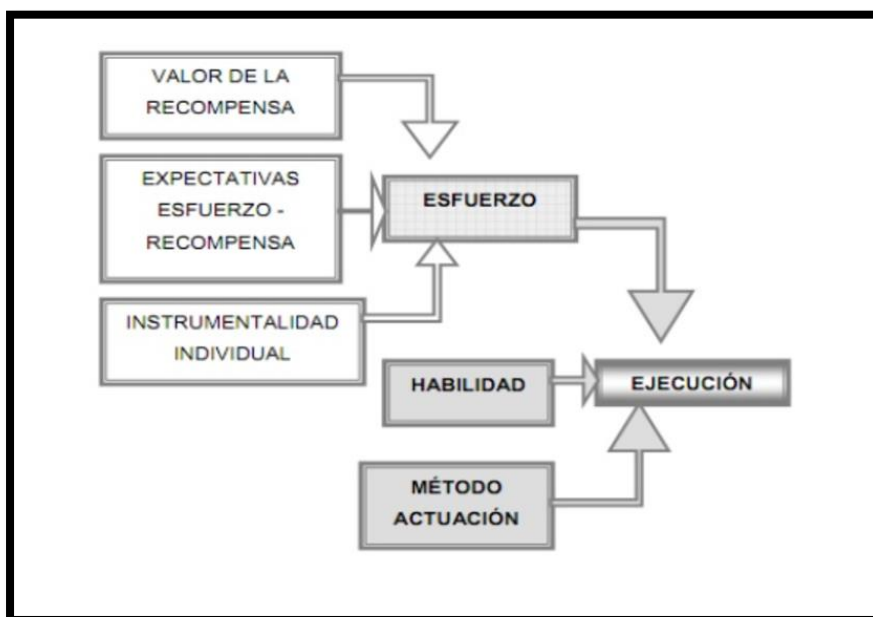 VALOR DE LA
RECOMPENSA
EXPECTATIVAS
ESFUERZO -
RECOMPENSA
ESFUERZO
INSTRUMENTALIDAD
INDIVIDUAL
HABILIDAD
EJECUCIÓN
MÉTODO
ACTUACIÓN